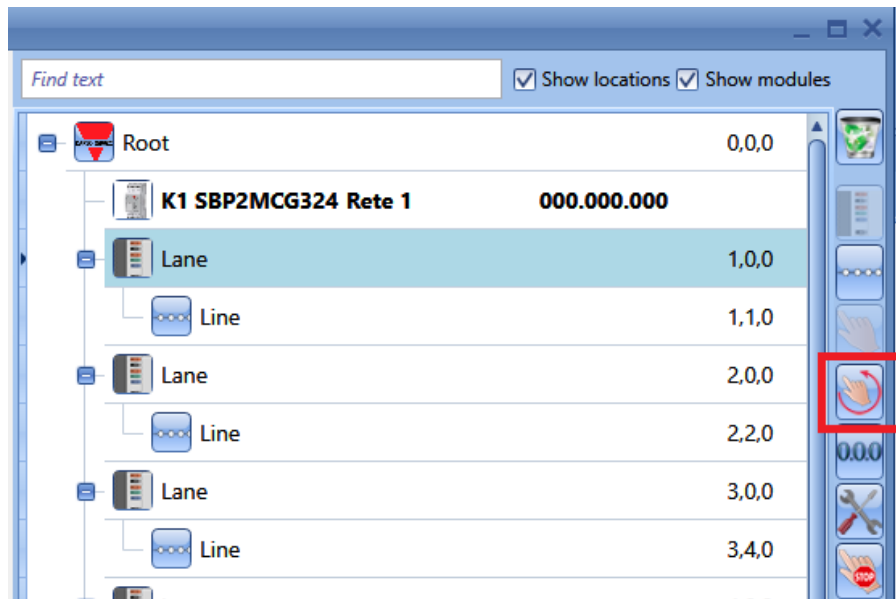 Find text
Show locations Show modules
Root 0,0,0
K1 SBP2MCG324 Rete 1 000.000.000
Lane 1,0,0
Line 1,1,0
Lane 2,0,0
Line 2,2,0
0.0.0
Lane 3,0,0
Line 3,4,0
STOP